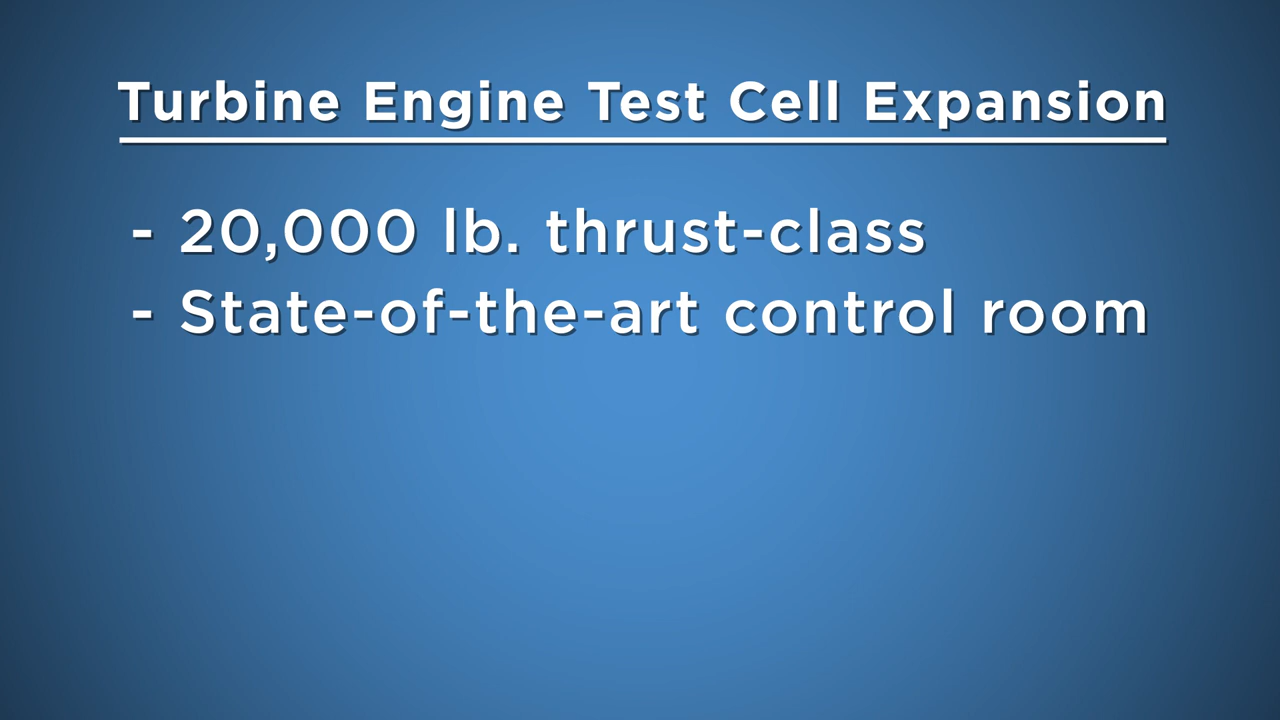 Turbine Engine Test Cell Expansion
- 20,000 lb. thrust-class
- State-of-the-art control room